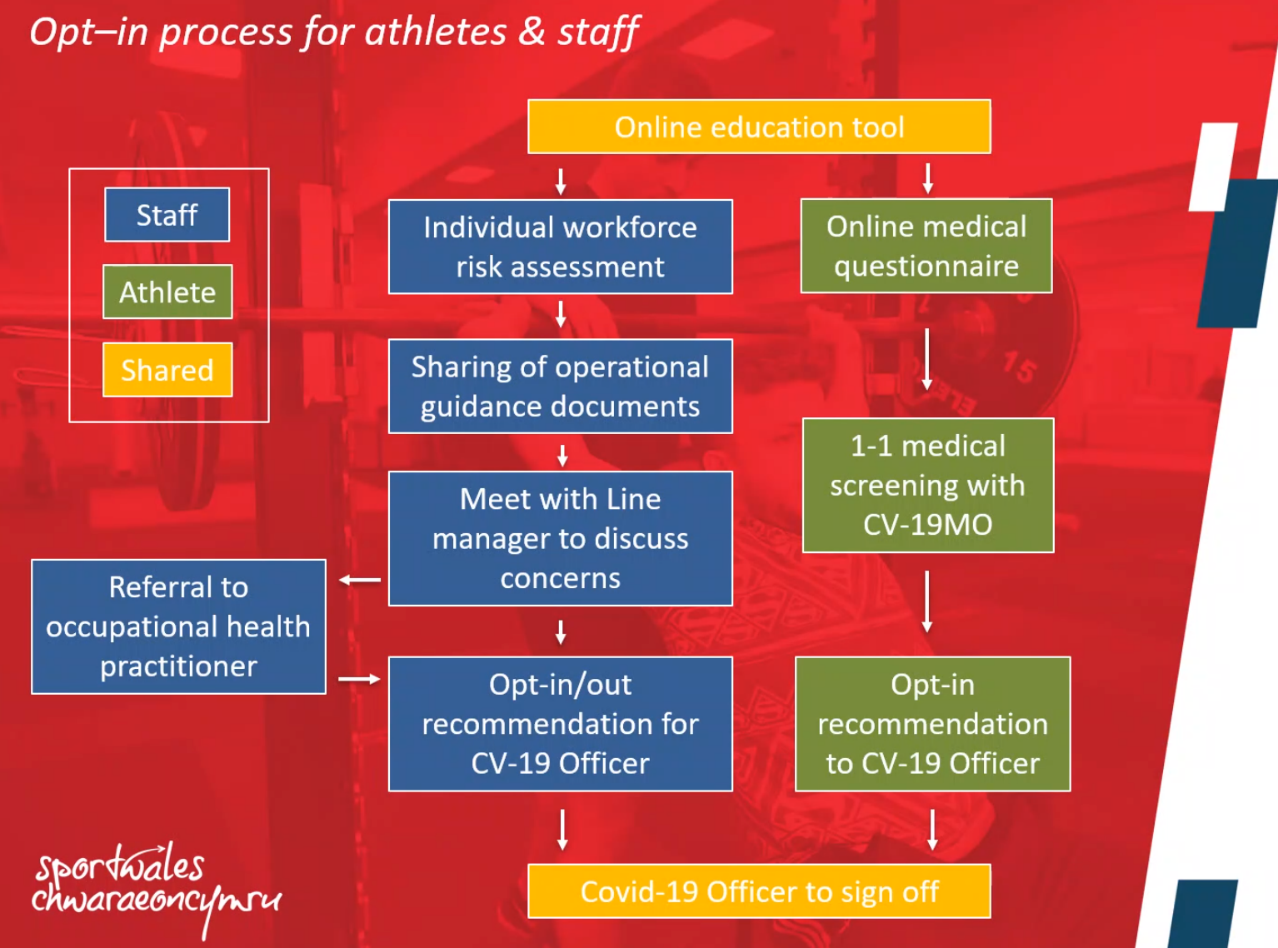 Opt–in process for athletes & staff
Online education tool
Staff
Athlete
Shared
Individual workforce
risk assessment
Online medical
questionnaire
Sharing of operational
guidance documents
1-1 medical
screening with
CV-19MO
Meet with Line
manager to discuss
concerns
Referral to
occupational health
practitioner
Opt-in/out
recommendation for
CV-19 Officer
Opt-in
recommendation
to CV-19 Officer
Covid-19 Officer to sign off
sportwales
chwaraeoncymru
15